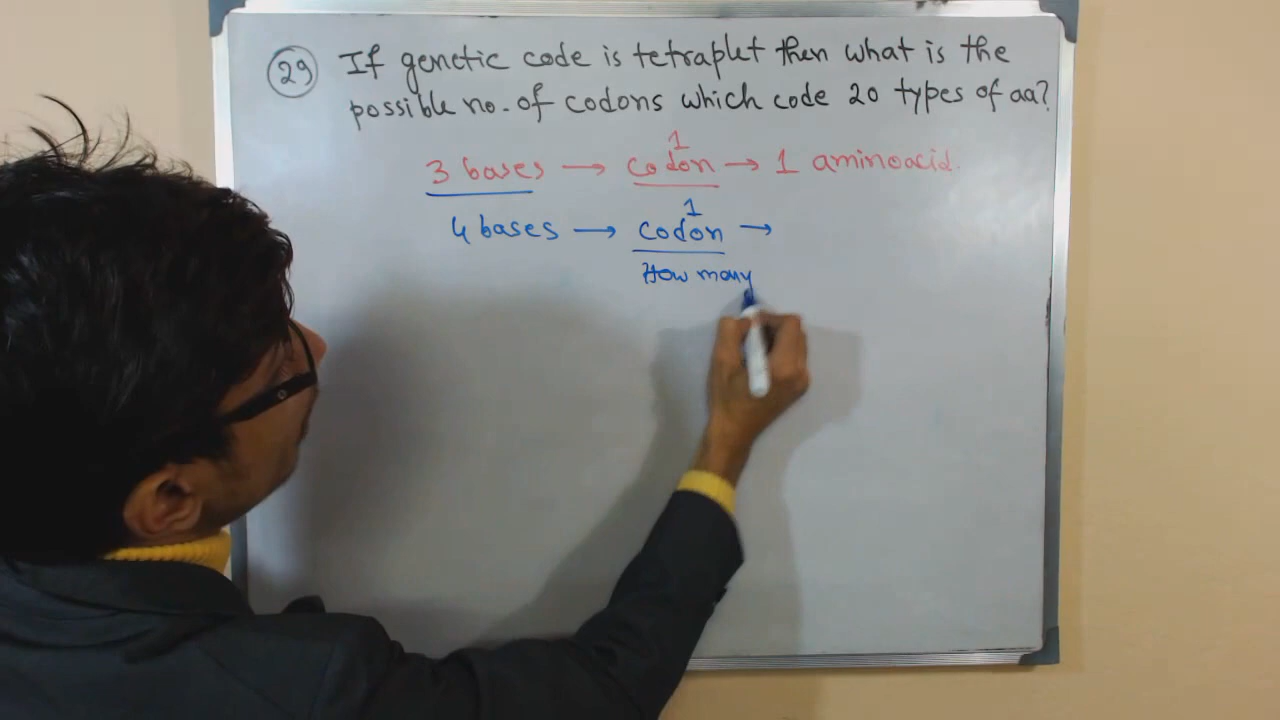 29 If genetic code is tetraplet then what is the
possible no. of codons which code 20 types of aa?
3 bases → 1 codon → 1 aminoacid.
4 bases → 1 codon →
How many